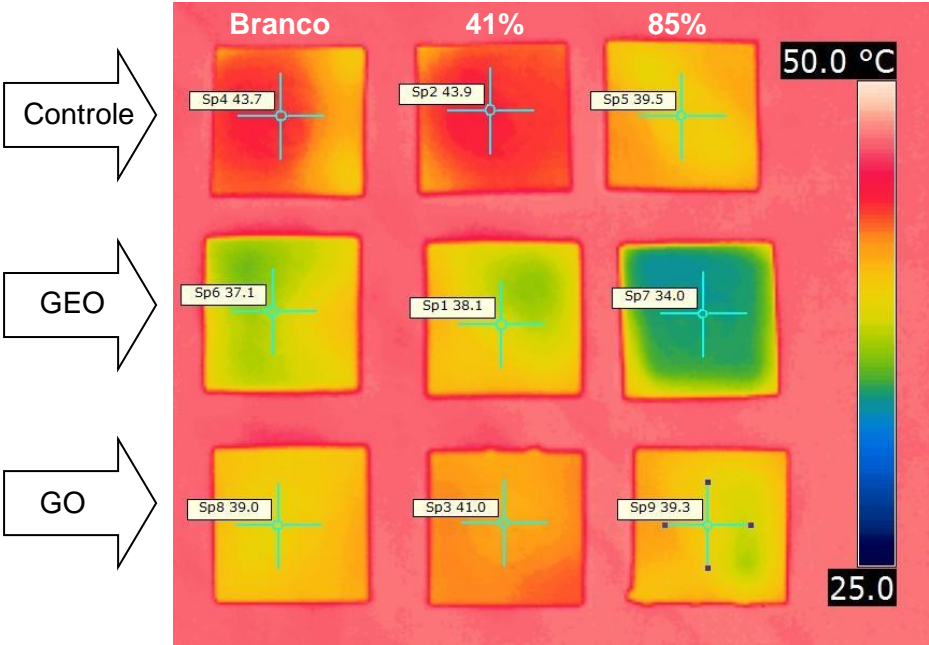 Branco 41% 85%
50.0 °C
Controle
Sp4 43.7
Sp2 43.9
Sp5 39.5
GEO
Sp6 37.1
Sp1 38.1
Sp7 34.0
GO
Sp8 39.0
Sp3 41.0
Sp9 39.3
25.0